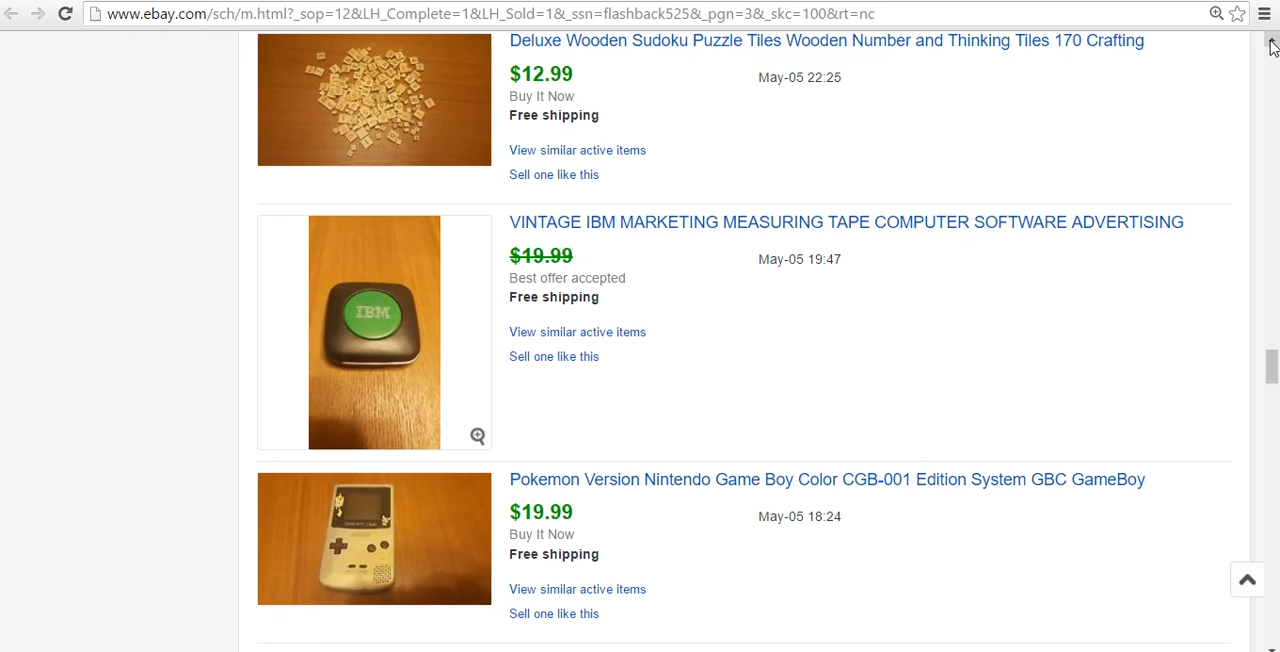 www.ebay.com/sch/m.html?_sop=12&LH_Complete=1&LH_Sold=1&_ssn=flashback525&_pgn=3&_skc=100&rt=nc
Deluxe Wooden Sudoku Puzzle Tiles Wooden Number and Thinking Tiles 170 Crafting
$12.99 May-05 22:25
Buy It Now
Free shipping
View similar active items
Sell one like this
VINTAGE IBM MARKETING MEASURING TAPE COMPUTER SOFTWARE ADVERTISING
$19.99 May-05 19:47
Best offer accepted
Free shipping
IBM
View similar active items
Sell one like this
Pokemon Version Nintendo Game Boy Color CGB-001 Edition System GBC GameBoy
$19.99 May-05 18:24
Buy It Now
Free shipping
View similar active items
Sell one like this